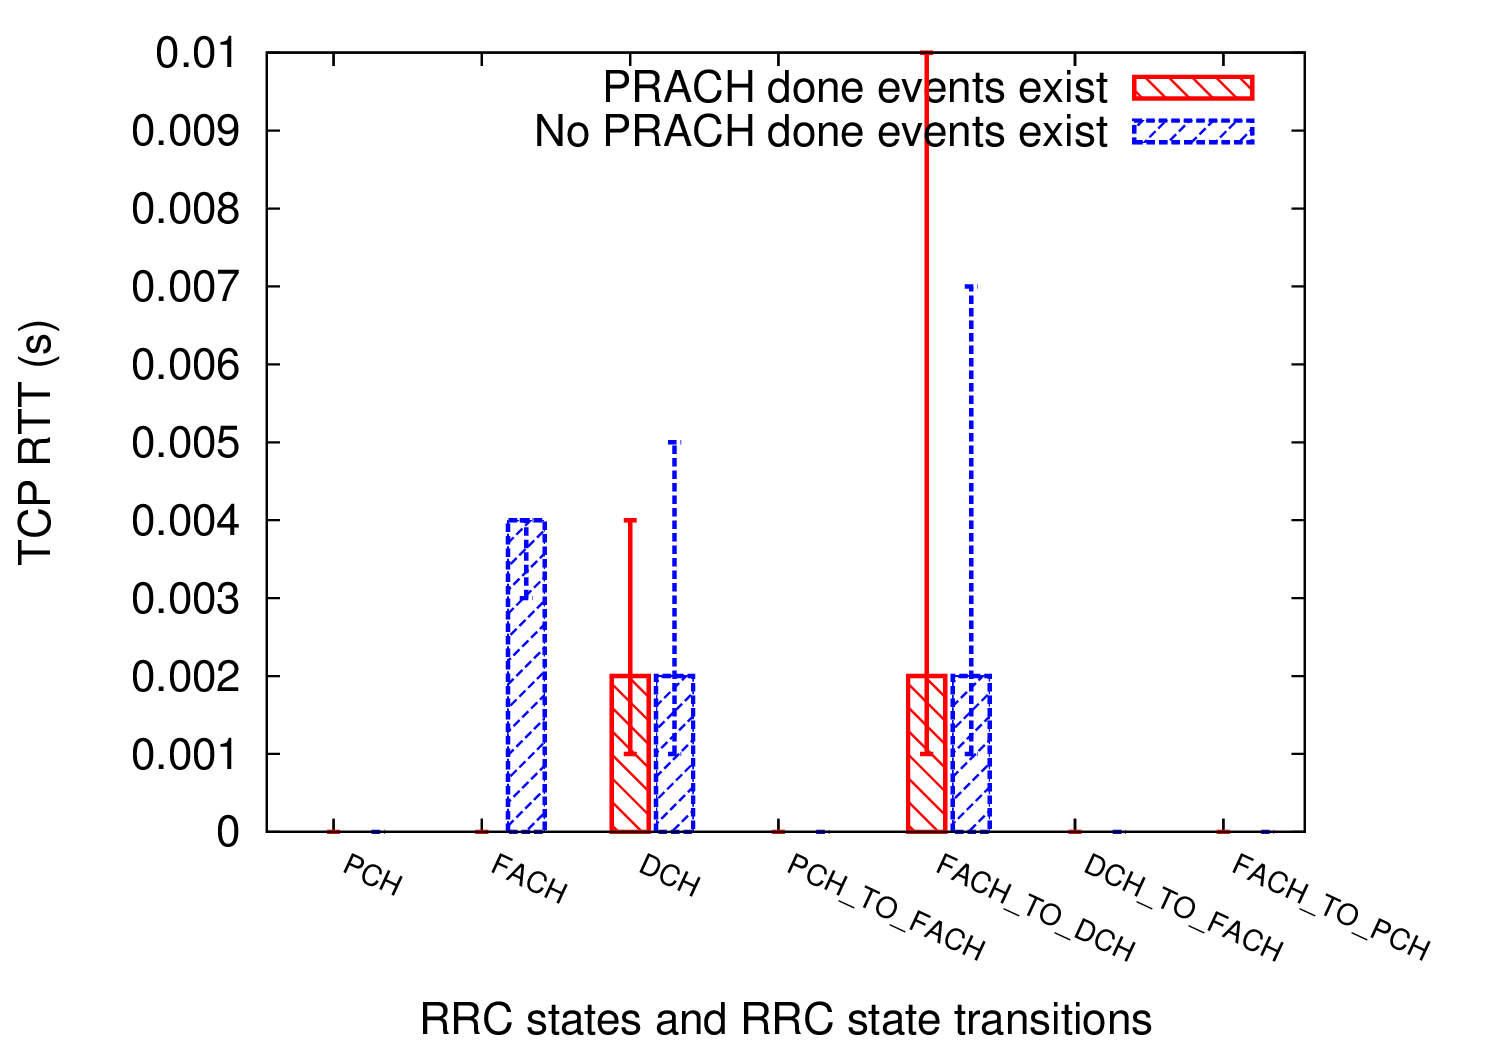 0.01
0.009
0.008
0.007
0.006
0.005
0.004
0.003
0.002
0.001
0
TCP RTT (s)
PRACH done events exist
No PRACH done events exist
PCH
FACH
DCH
PCH_TO_FACH
FACH_TO_DCH
DCH_TO_FACH
FACH_TO_PCH
RRC states and RRC state transitions